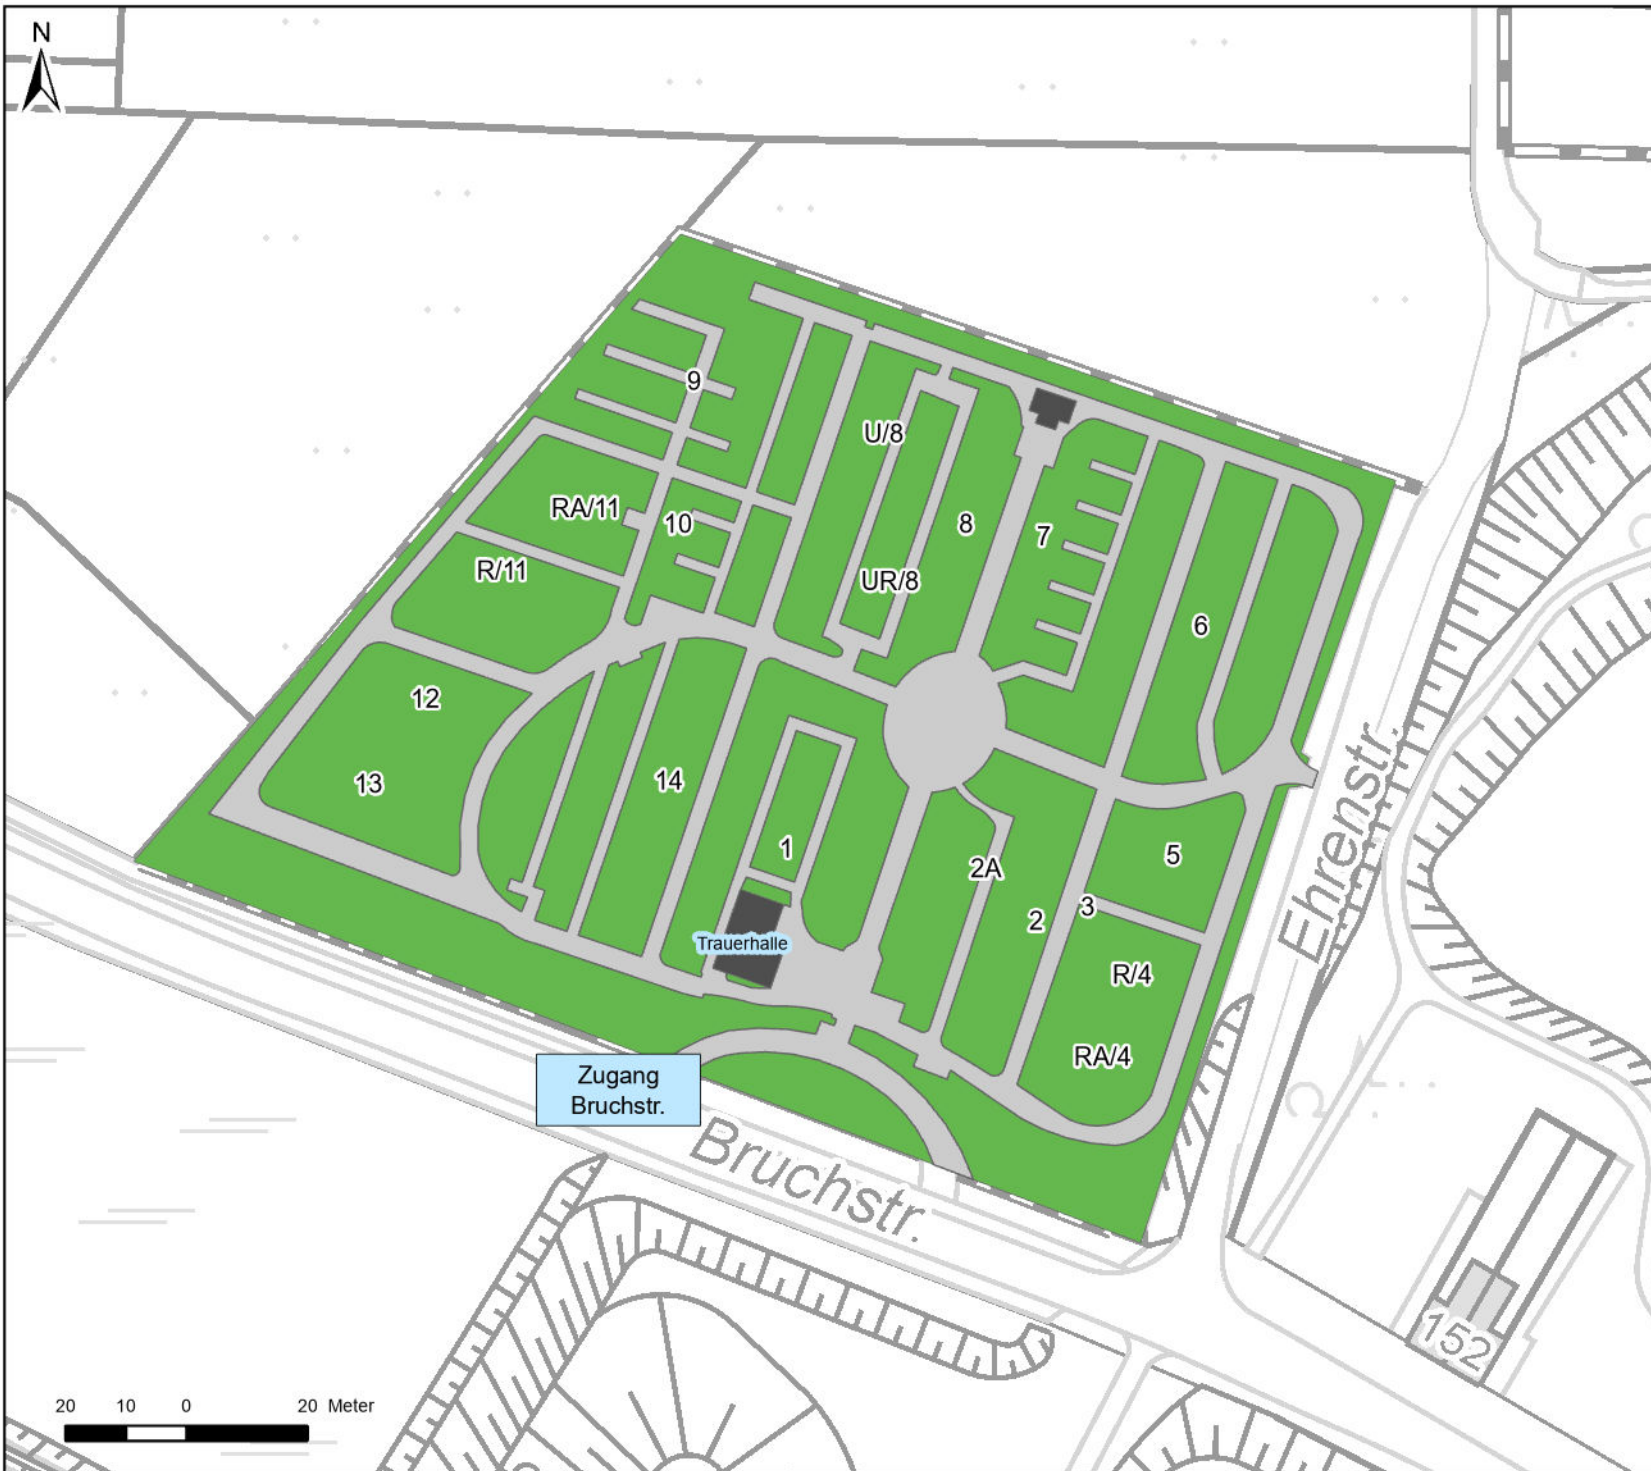 N
9
U/8
RA/11
10
8
7
R/11
UR/8
6
12
13
14
1
2A
5
2
3
Trauerhalle
R/4
RA/4
Ehrenstr.
Zugang
Bruchstr.
Bruchstr.
152
20 10 0 20 Meter